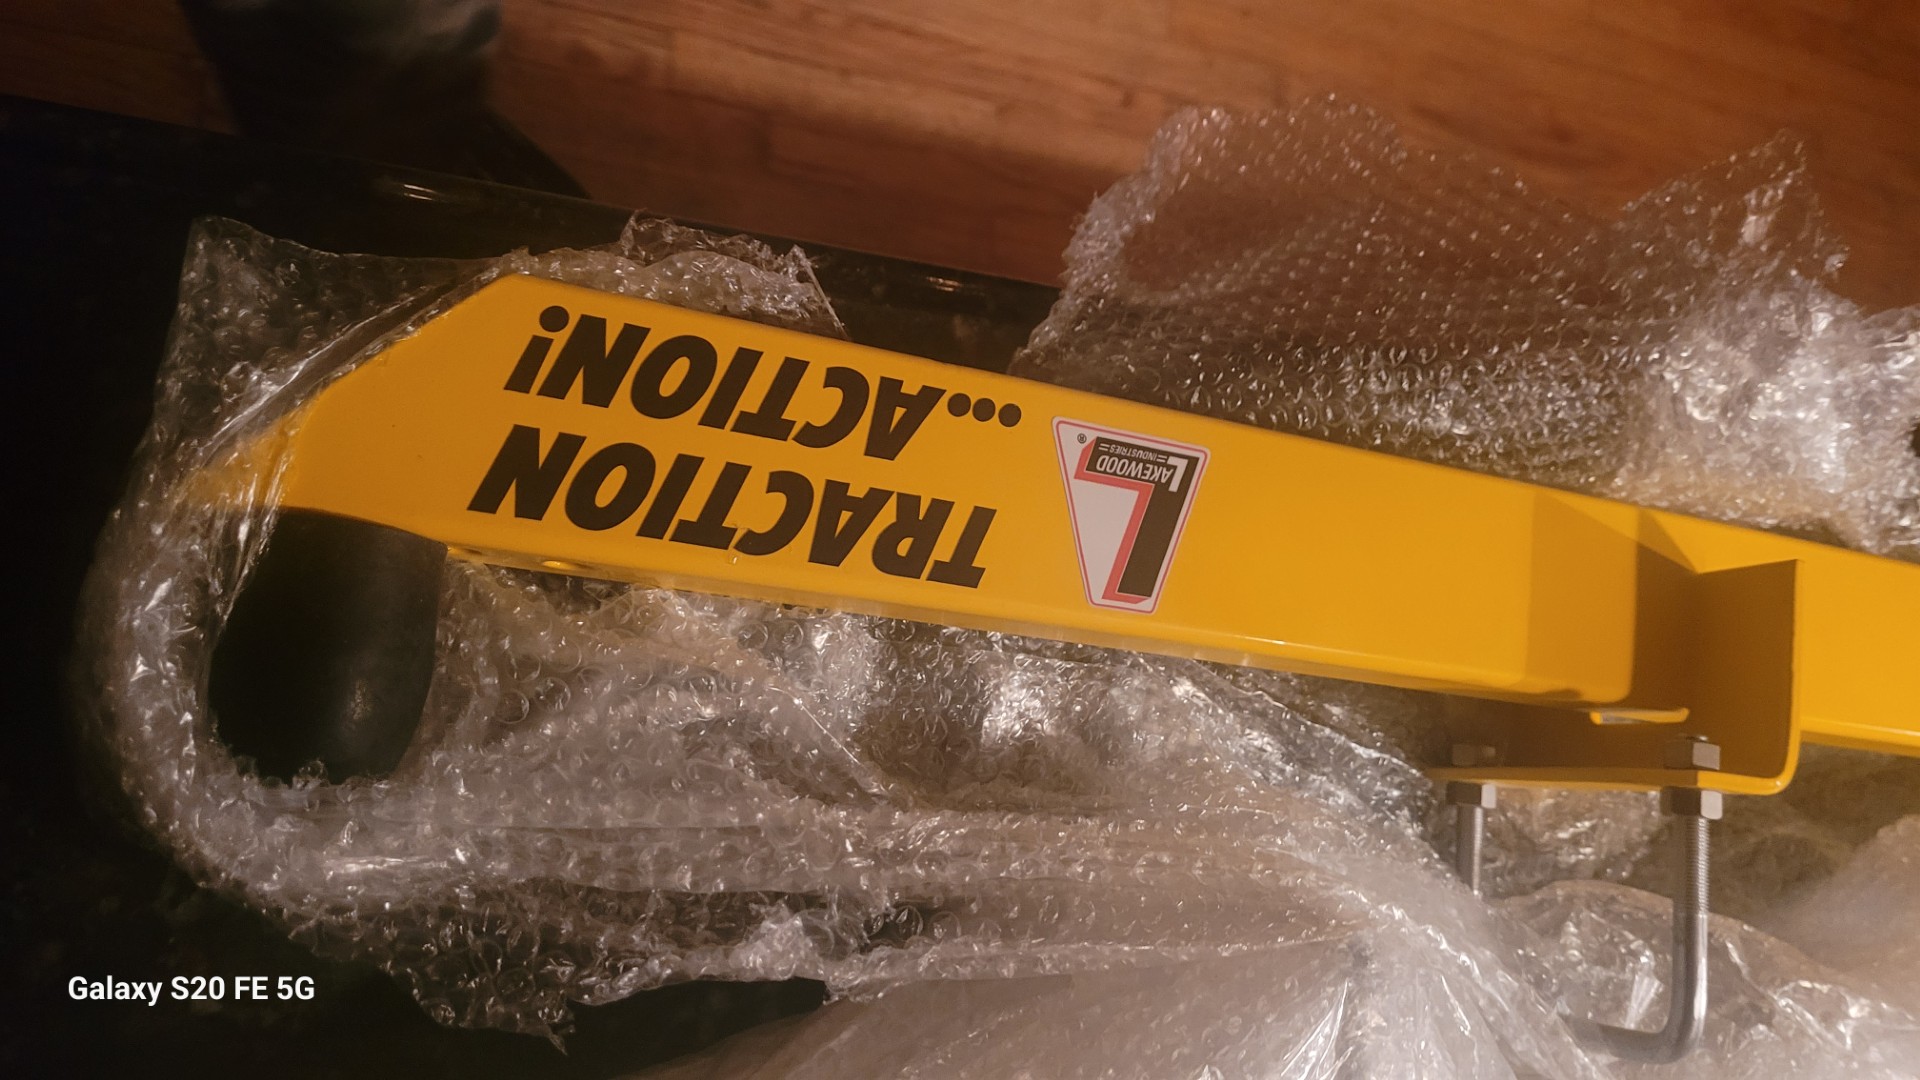 TRACTION
...ACTION!
LAKEWOOD
INDUSTRIES
®
Galaxy S20 FE 5G